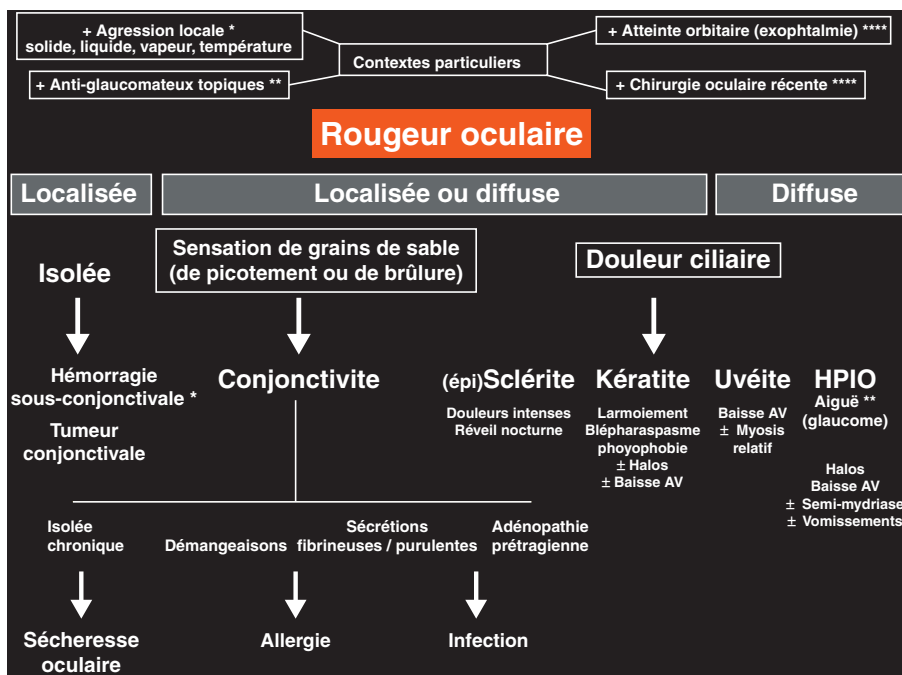 + Agression locale *
solide, liquide, vapeur, température
+ Anti-glaucomateux topiques **
Contextes particuliers
+ Atteinte orbitaire (exophtalmie) ****
+ Chirurgie oculaire récente ****
Rougeur oculaire
Localisée
Localisée ou diffuse
Diffuse
Isolée
Sensation de grains de sable
(de picotement ou de brûlure)
Douleur ciliaire
Hémorragie
sous-conjonctivale *
Tumeur
conjonctivale
Conjonctivite
(épi)Sclérite
Douleurs intenses
Réveil nocturne
Kératite
Larmoiement
Blépharaspasme
phoyophobie
± Halos
± Baisse AV
Uvéite
Baisse AV
± Myosis
relatif
HPIO
Aiguë **
(glaucome)
Halos
Baisse AV
± Semi-mydriase
± Vomissements
Isolée
chronique
Démangeaisons
Sécrétions
fibrineuses / purulentes
Adénopathie
prétragienne
Sécheresse
oculaire
Allergie
Infection